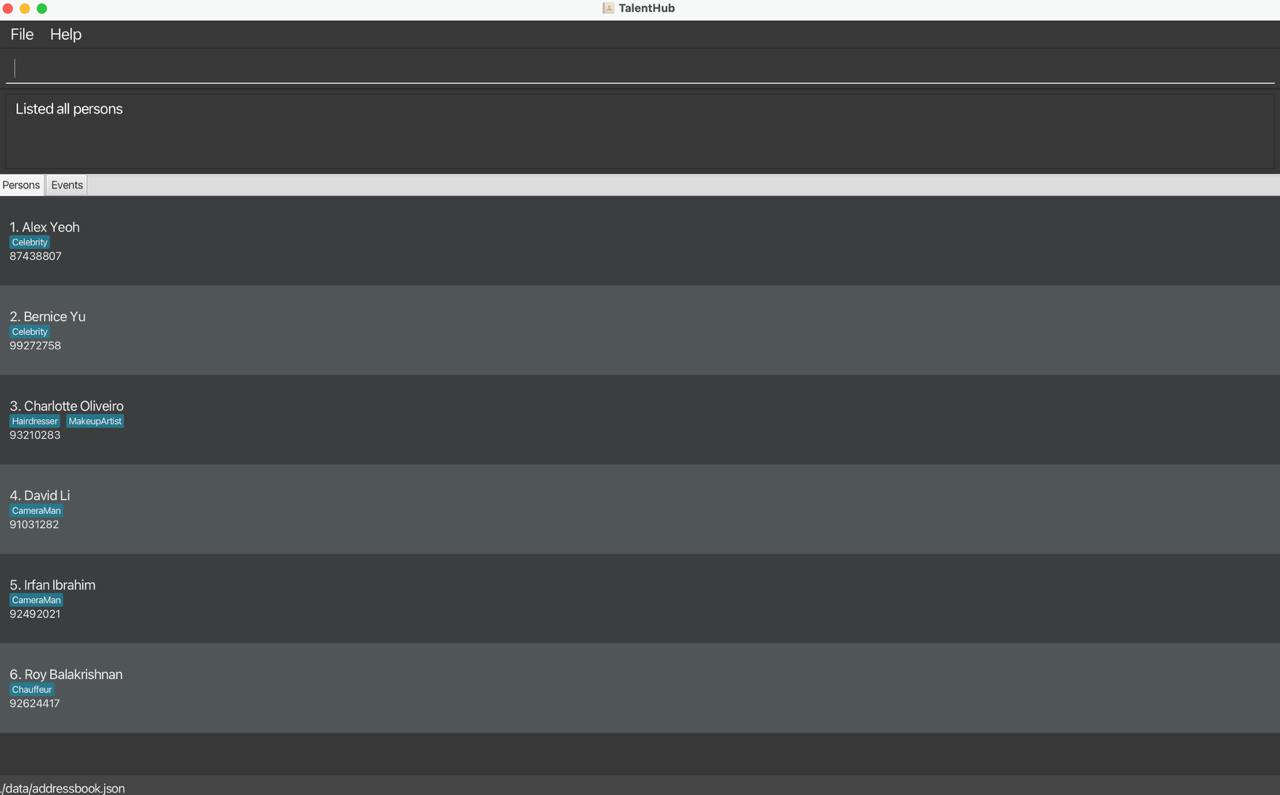 TalentHub
File Help
Listed all persons
Persons Events
1. Alex Yeoh
Celebrity
87438807
2. Bernice Yu
Celebrity
99272758
3. Charlotte Oliveiro
Hairdresser MakeupArtist
93210283
4. David Li
CameraMan
91031282
5. Irfan Ibrahim
CameraMan
92492021
6. Roy Balakrishnan
Chauffeur
92624417
./data/addressbook.json